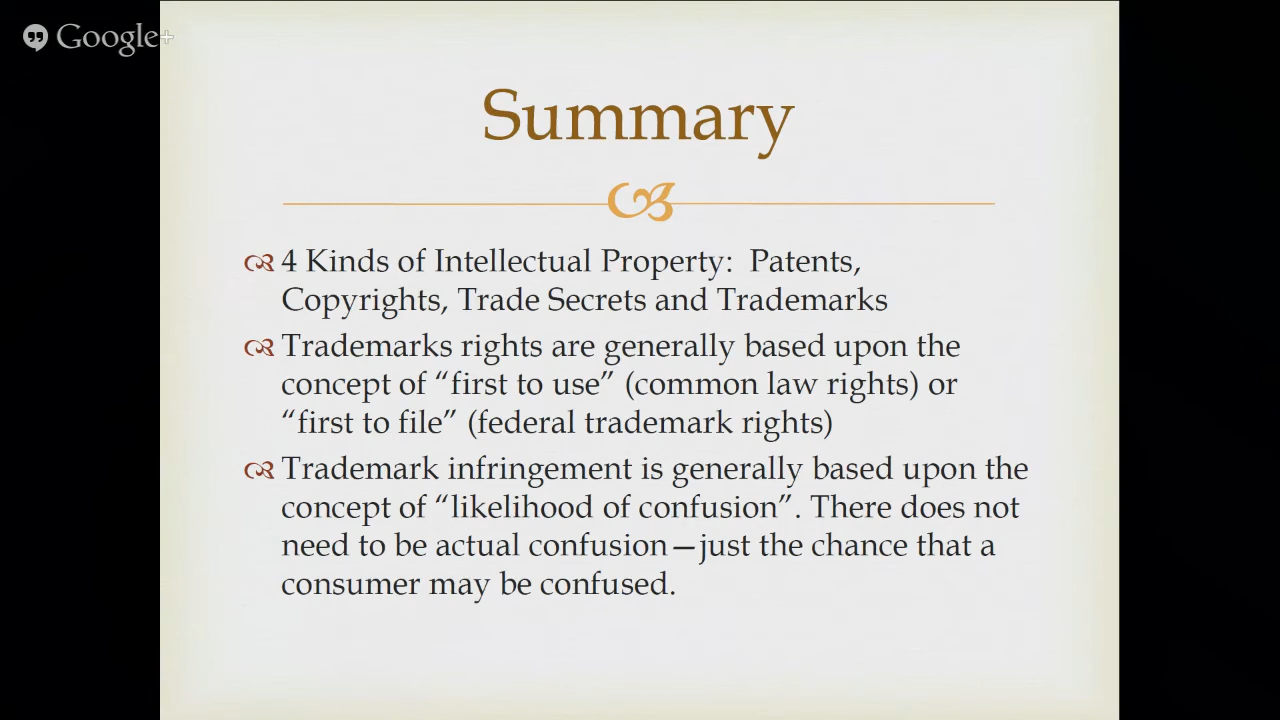 Google+
Summary
4 Kinds of Intellectual Property:  Patents,
Copyrights, Trade Secrets and Trademarks
Trademarks rights are generally based upon the
concept of “first to use” (common law rights) or
“first to file” (federal trademark rights)
Trademark infringement is generally based upon the
concept of “likelihood of confusion”. There does not
need to be actual confusion—just the chance that a
consumer may be confused.